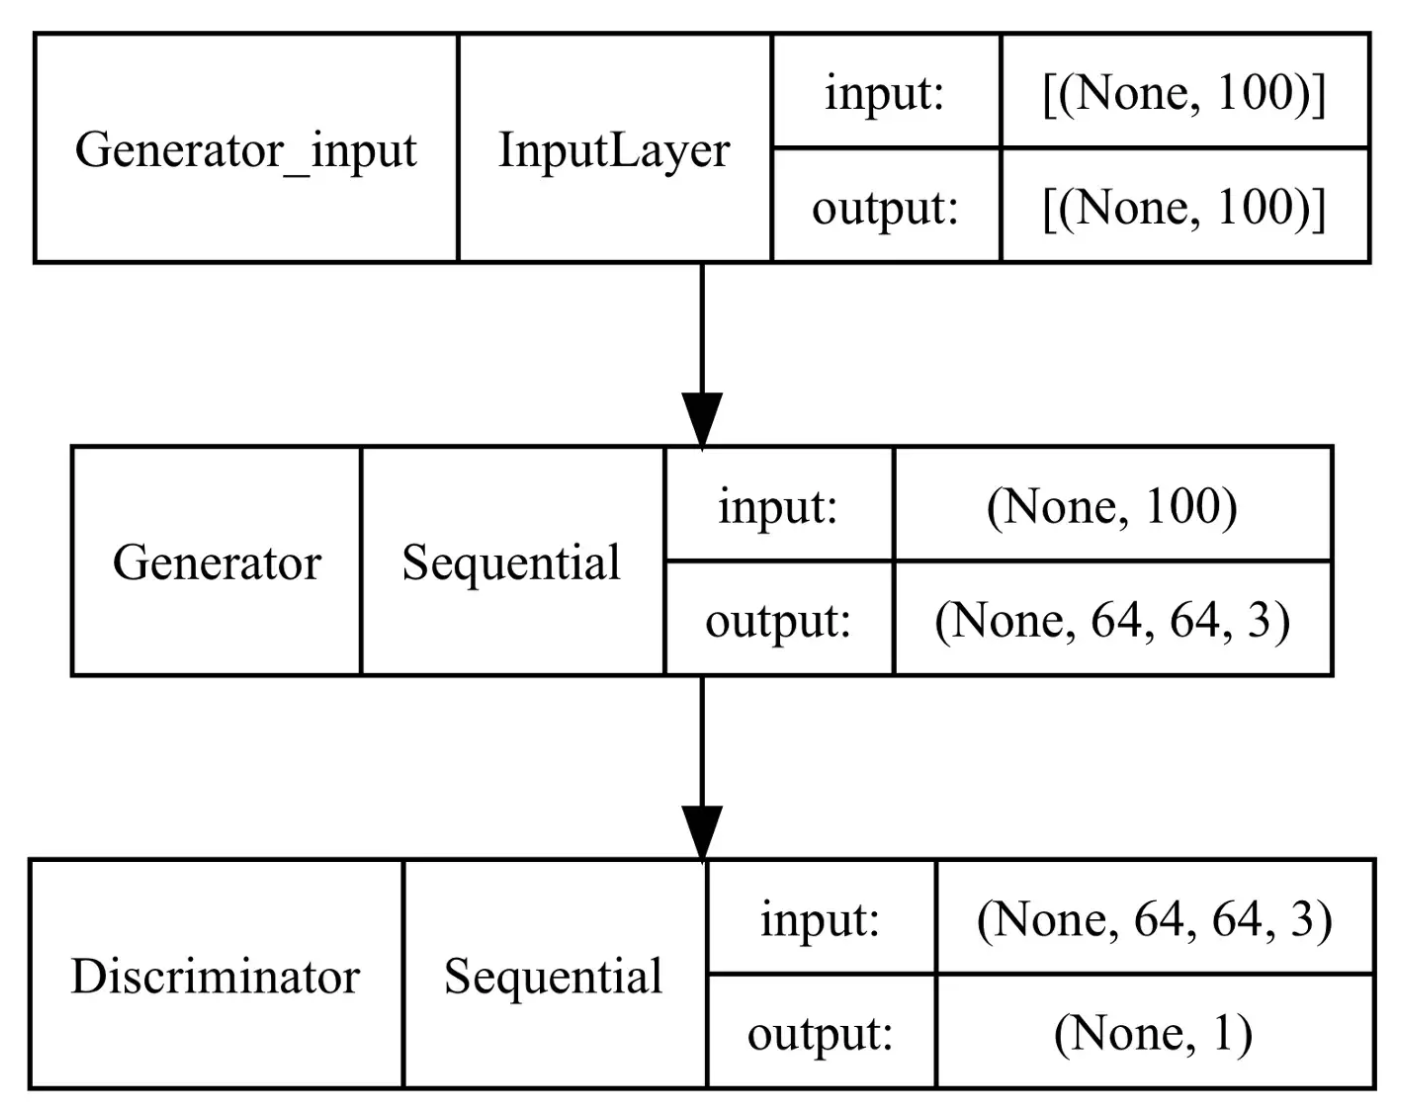 Generator_input
InputLayer
input:
[(None, 100)]
output:
[(None, 100)]
Generator
Sequential
input:
(None, 100)
output:
(None, 64, 64, 3)
Discriminator
Sequential
input:
(None, 64, 64, 3)
output:
(None, 1)